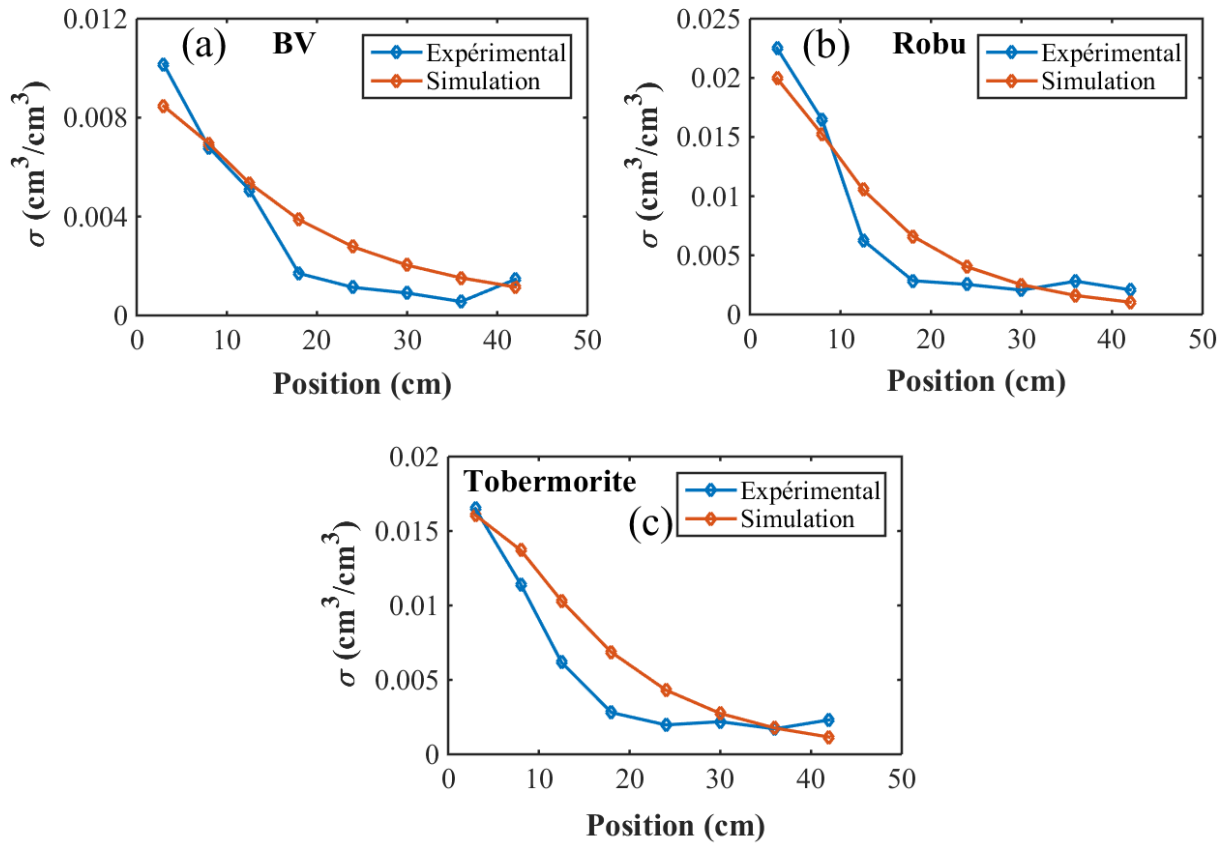 (a) BV
Expérimental
Simulation
0.012
0.008
0.004
0
σ (cm³/cm³)
0 10 20 30 40 50
Position (cm)
(b) Robu
Expérimental
Simulation
0.025
0.02
0.015
0.01
0.005
0
σ (cm³/cm³)
0 10 20 30 40 50
Position (cm)
Tobermorite
(c)
Expérimental
Simulation
0.02
0.015
0.01
0.005
0
σ (cm³/cm³)
0 10 20 30 40 50
Position (cm)